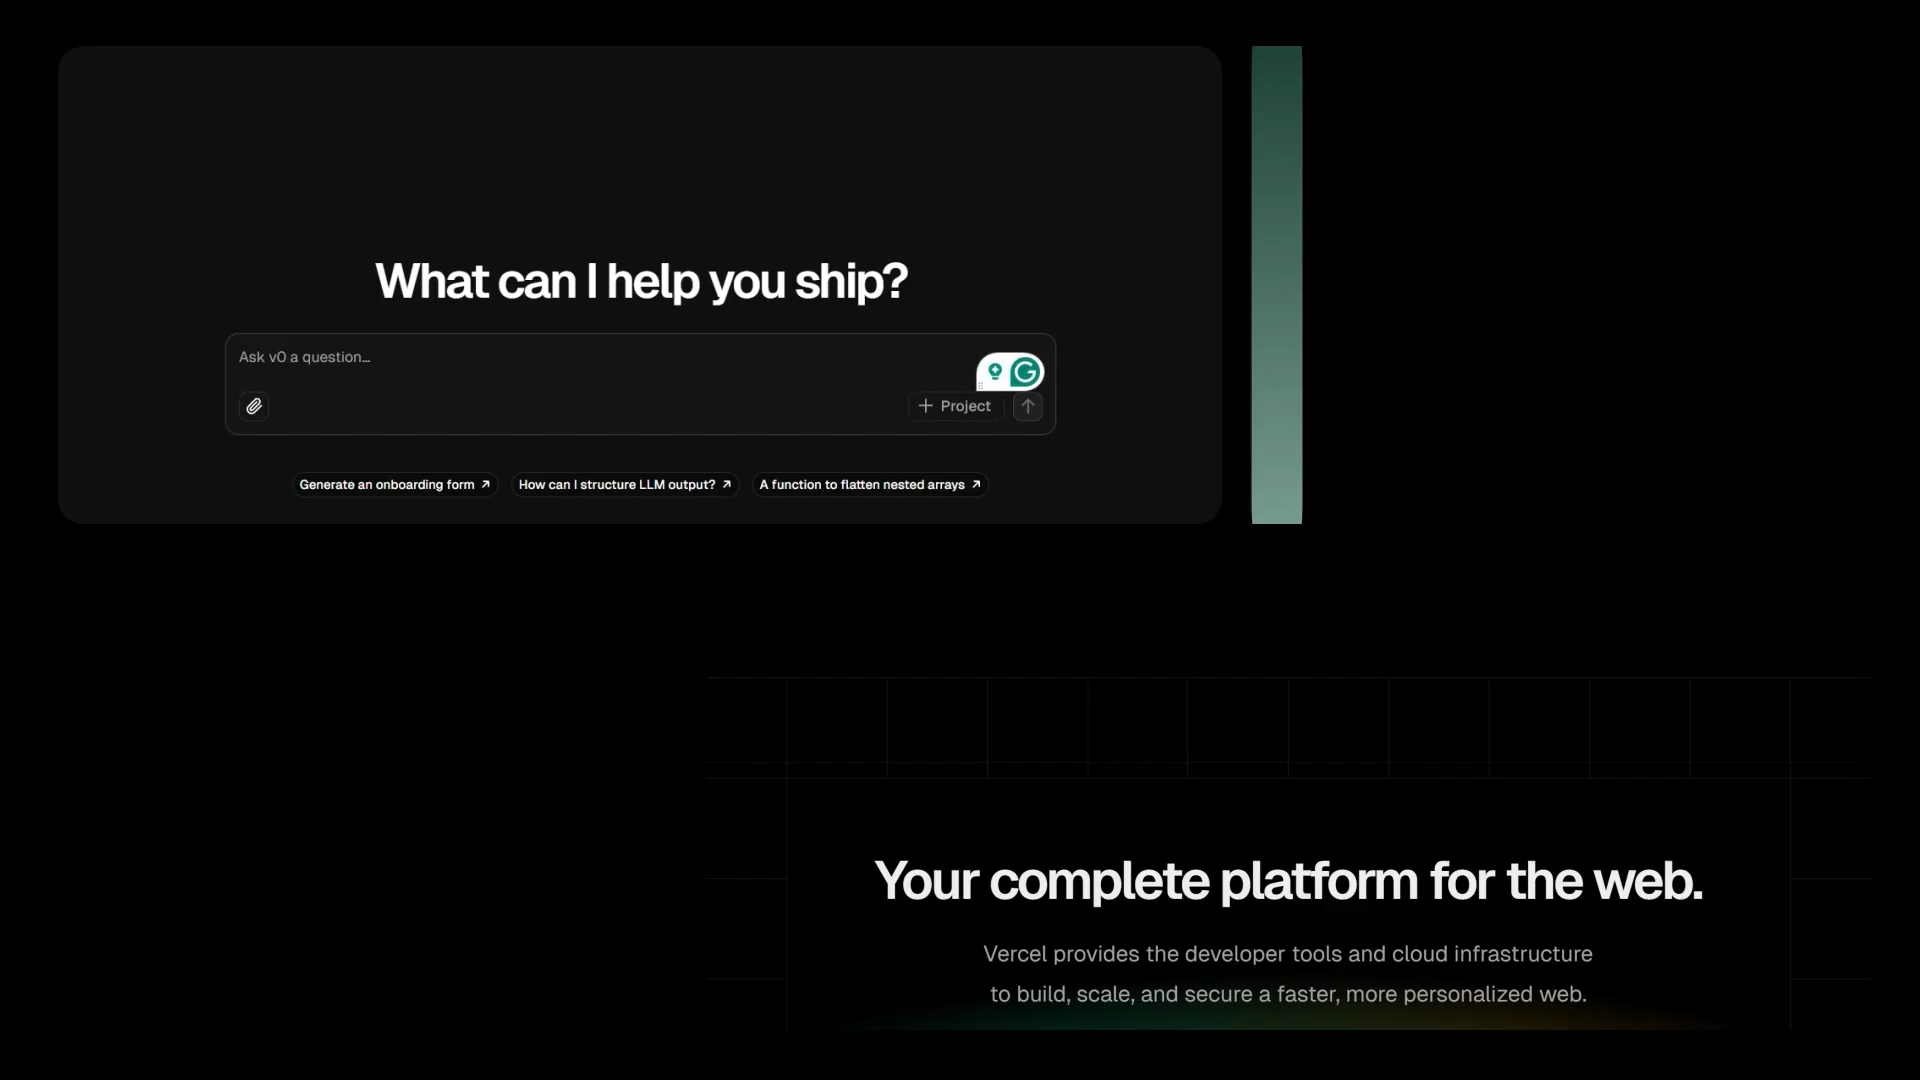 What can I help you ship?
Ask v0 a question...
Project
Generate an onboarding form
How can I structure LLM output?
A function to flatten nested arrays
Your complete platform for the web.
Vercel provides the developer tools and cloud infrastructure
to build, scale, and secure a faster, more personalized web.